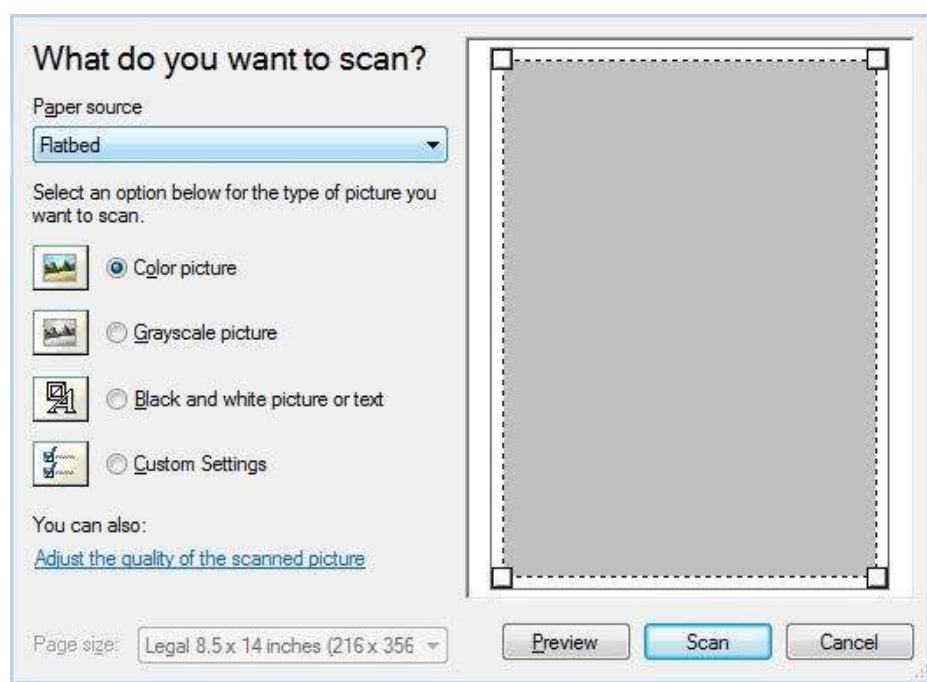 What do you want to scan?
Paper source
Flatbed
Select an option below for the type of picture you
want to scan.
Color picture
Grayscale picture
Black and white picture or text
Custom Settings
You can also:
Adjust the quality of the scanned picture
Page size: Legal 8.5 x 14 inches (216 x 356
Preview Scan Cancel